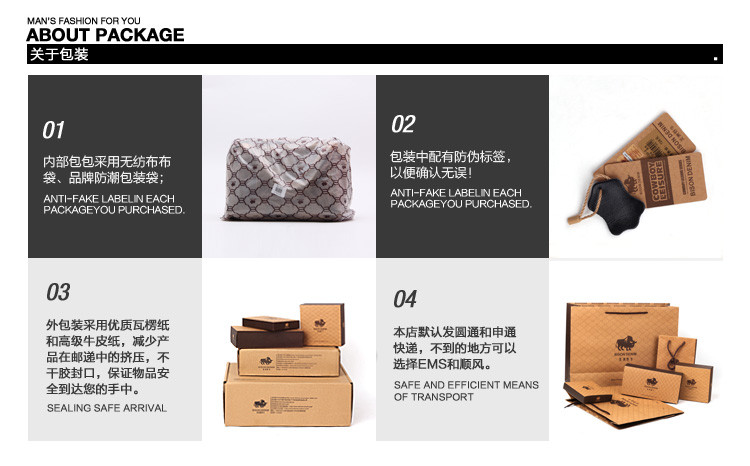 MAN'S FASHION FOR YOU
ABOUT PACKAGE
关于包装
01
内部包包采用无纺布布
袋、品牌防潮包装袋；
ANTI-FAKE LABELIN EACH
PACKAGEYOU PURCHASED.
02
包装中配有防伪标签，
以便确认无误！
ANTI-FAKE LABELIN EACH
PACKAGEYOU PURCHASED.
COWBOY
LEISURE
BISON DENIM
03
外包装采用优质瓦楞纸
和高级牛皮纸，减少产
品在邮递中的挤压，不
干胶封口，保证物品安
全到达您的手中。
SEALING SAFE ARRIVAL
04
本店默认发圆通和申通
快递，不到的地方可以
选择EMS和顺风。
SAFE AND EFFICIENT MEANS
OF TRANSPORT
BISON DENIM